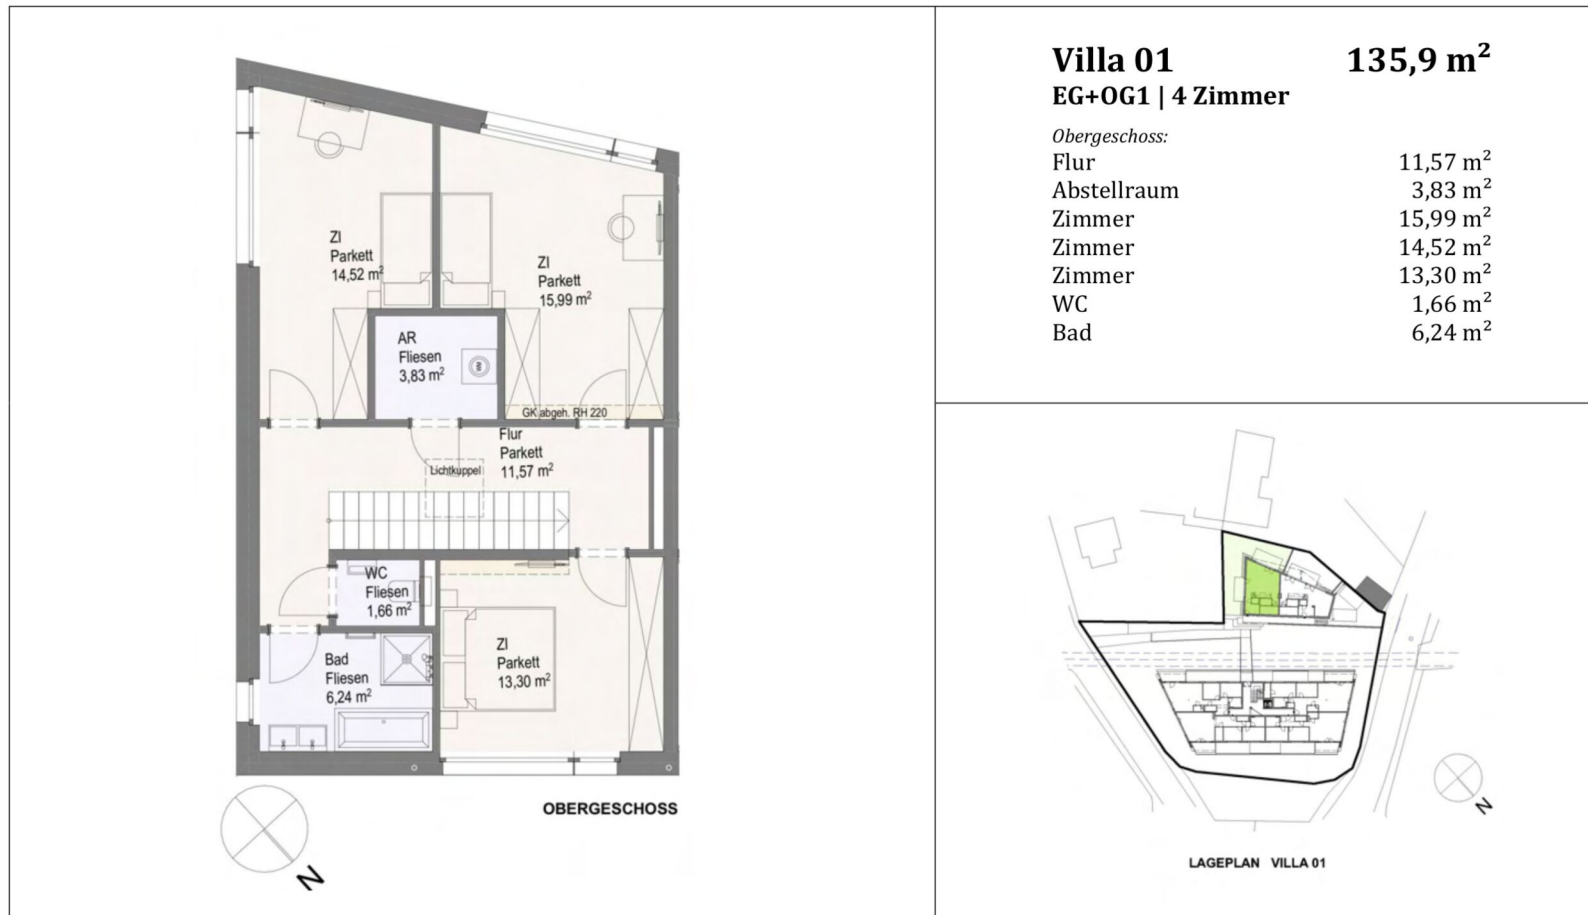 Villa 01 135,9 m²
EG+OG1 | 4 Zimmer
Obergeschoss:
Flur 11,57 m²
Abstellraum 3,83 m²
Zimmer 15,99 m²
Zimmer 14,52 m²
Zimmer 13,30 m²
WC 1,66 m²
Bad 6,24 m²
ZI
Parkett
14,52 m²
ZI
Parkett
15,99 m²
AR
Fliesen
3,83 m²
GK abgeh. RH 220
Flur
Parkett
11,57 m²
Lichtkuppel
WC
Fliesen
1,66 m²
ZI
Parkett
13,30 m²
Bad
Fliesen
6,24 m²
OBERGESCHOSS
N
N
LAGEPLAN VILLA 01